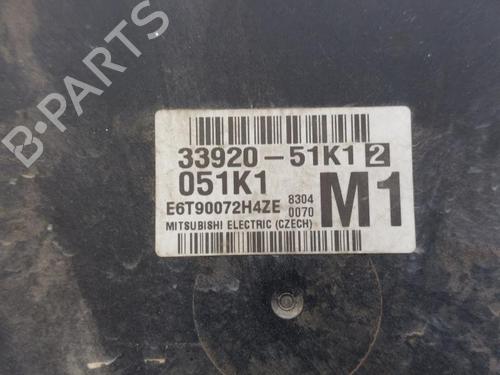 B-PARTS
33920-51K1 2
051K1
E6T90072H4ZE 8304
0070
M1
MITSUBISHI ELECTRIC (CZECH)